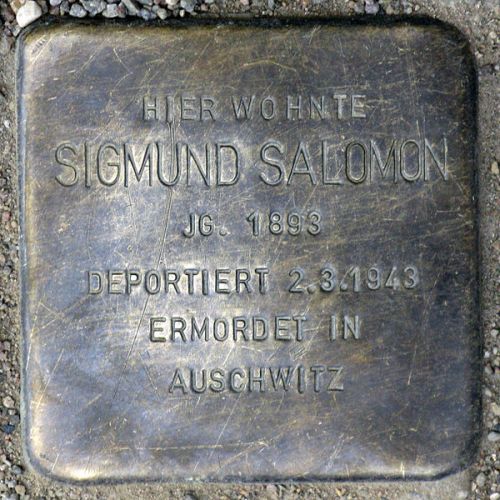 HIER WOHNTE
SIGMUND SALOMON
JG. 1893
DEPORTIERT 2.3.1943
ERMORDET IN
AUSCHWITZ